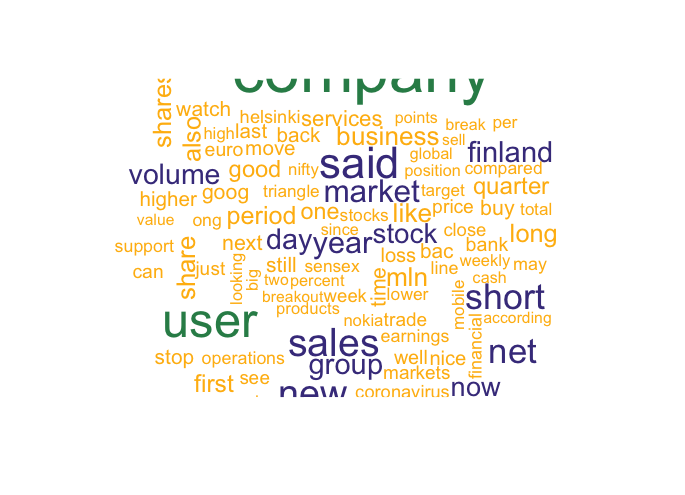 company
shares watch helsinki services points break per
also high last back business sell
euro move said global finland
volume good nifty market position compared
higher goog triangle target quarter
value ong period one stocks like price buy total
support next day year since stock close long
can share just still sensex loss bac bank weekly may
looking big two percent time mln line cash
breakout week lower mobile short
products nokia trade according
user sales earnings financial net
stop operations group well nice
first see new coronavirus markets now